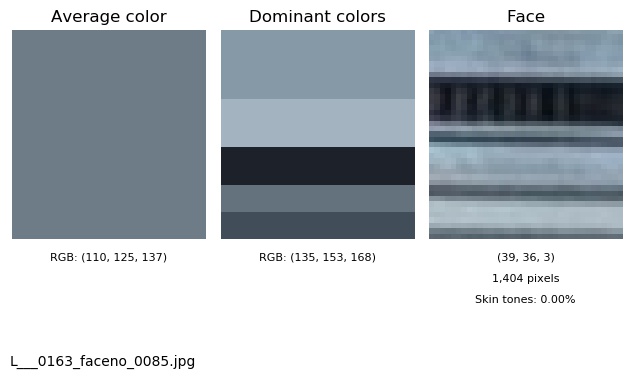 Average color
Dominant colors
Face
RGB: (110, 125, 137)
RGB: (135, 153, 168)
(39, 36, 3)
1,404 pixels
Skin tones: 0.00%
L___0163_faceno_0085.jpg